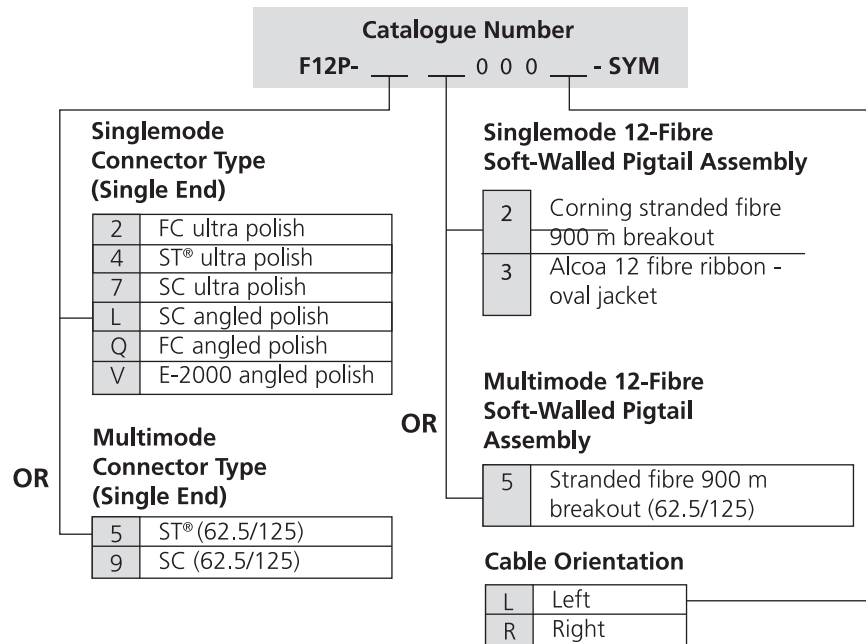 Catalogue Number
F12P- __ __ 0 0 0 __ - SYM
Singlemode
Connector Type
(Single End)
2 FC ultra polish
4 ST® ultra polish
7 SC ultra polish
L SC angled polish
Q FC angled polish
V E-2000 angled polish
OR
Multimode
Connector Type
(Single End)
5 ST® (62.5/125)
9 SC (62.5/125)
Singlemode 12-Fibre
Soft-Walled Pigtail Assembly
2 Corning stranded fibre
900 m breakout
3 Alcoa 12 fibre ribbon -
oval jacket
OR
Multimode 12-Fibre
Soft-Walled Pigtail
Assembly
5 Stranded fibre 900 m
breakout (62.5/125)
Cable Orientation
L Left
R Right